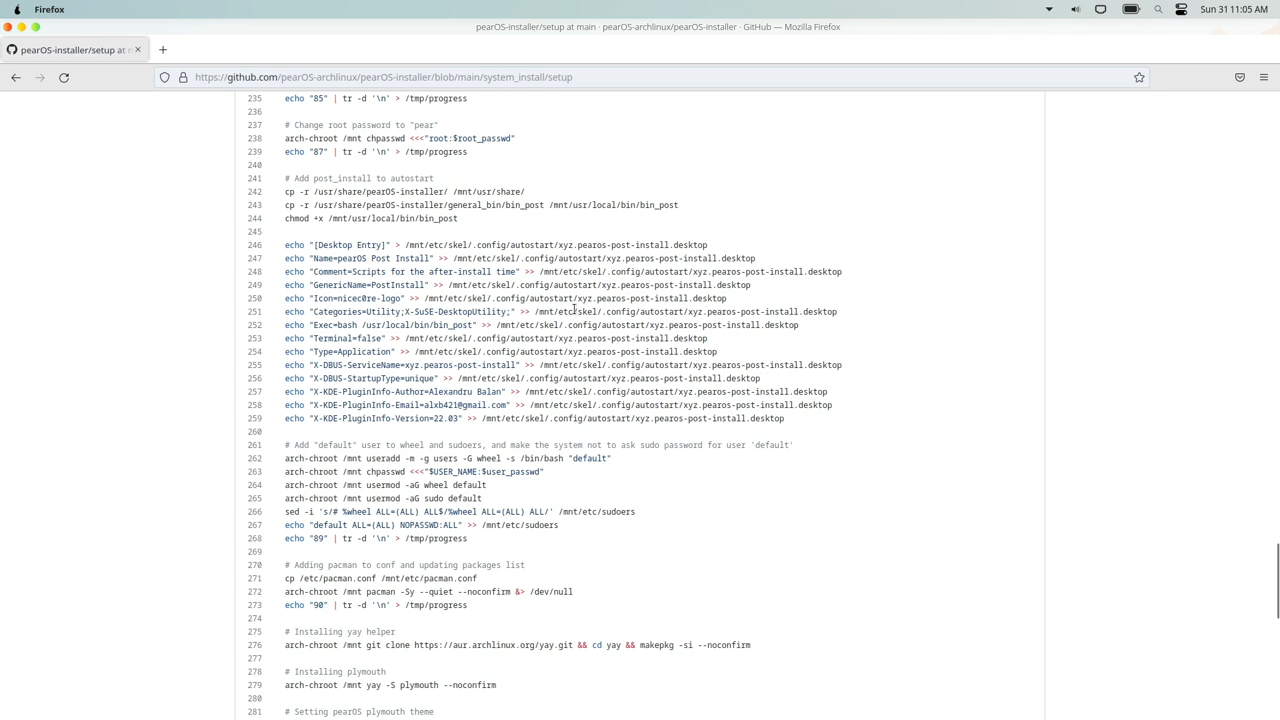 Firefox
Sun 31 11:05 AM
pearOS-installer/setup at main · pearOS-archlinux/pearOS-installer · GitHub — Mozilla Firefox
pearOS-installer/setup at m
https://github.com/pearOS-archlinux/pearOS-installer/blob/main/system_install/setup
235 echo "85" | tr -d '\n' > /tmp/progress
236
237 # Change root password to "pear"
238 arch-chroot /mnt chpasswd <<<"root:$root_passwd"
239 echo "87" | tr -d '\n' > /tmp/progress
240
241 # Add post_install to autostart
242 cp -r /usr/share/pearOS-installer/ /mnt/usr/share/
243 cp -r /usr/share/pearOS-installer/general_bin/bin_post /mnt/usr/local/bin/bin_post
244 chmod +x /mnt/usr/local/bin/bin_post
245
246 echo "[Desktop Entry]" > /mnt/etc/skel/.config/autostart/xyz.pearos-post-install.desktop
247 echo "Name=pearOS Post Install" >> /mnt/etc/skel/.config/autostart/xyz.pearos-post-install.desktop
248 echo "Comment=Scripts for the after-install time" >> /mnt/etc/skel/.config/autostart/xyz.pearos-post-install.desktop
249 echo "GenericName=PostInstall" >> /mnt/etc/skel/.config/autostart/xyz.pearos-post-install.desktop
250 echo "Icon=nicec0re-logo" >> /mnt/etc/skel/.config/autostart/xyz.pearos-post-install.desktop
251 echo "Categories=Utility;X-SuSE-DesktopUtility;" >> /mnt/etc/skel/.config/autostart/xyz.pearos-post-install.desktop
252 echo "Exec=bash /usr/local/bin/bin_post" >> /mnt/etc/skel/.config/autostart/xyz.pearos-post-install.desktop
253 echo "Terminal=false" >> /mnt/etc/skel/.config/autostart/xyz.pearos-post-install.desktop
254 echo "Type=Application" >> /mnt/etc/skel/.config/autostart/xyz.pearos-post-install.desktop
255 echo "X-DBUS-ServiceName=xyz.pearos-post-install" >> /mnt/etc/skel/.config/autostart/xyz.pearos-post-install.desktop
256 echo "X-DBUS-StartupType=unique" >> /mnt/etc/skel/.config/autostart/xyz.pearos-post-install.desktop
257 echo "X-KDE-PluginInfo-Author=Alexandru Balan" >> /mnt/etc/skel/.config/autostart/xyz.pearos-post-install.desktop
258 echo "X-KDE-PluginInfo-Email=alxb421@gmail.com" >> /mnt/etc/skel/.config/autostart/xyz.pearos-post-install.desktop
259 echo "X-KDE-PluginInfo-Version=22.03" >> /mnt/etc/skel/.config/autostart/xyz.pearos-post-install.desktop
260
261 # Add "default" user to wheel and sudoers, and make the system not to ask sudo password for user 'default'
262 arch-chroot /mnt useradd -m -g users -G wheel -s /bin/bash "default"
263 arch-chroot /mnt chpasswd <<<"$USER_NAME:$user_passwd"
264 arch-chroot /mnt usermod -aG wheel default
265 arch-chroot /mnt usermod -aG sudo default
266 sed -i 's/# %wheel ALL=(ALL) ALL$/%wheel ALL=(ALL) ALL/' /mnt/etc/sudoers
267 echo "default ALL=(ALL) NOPASSWD:ALL" >> /mnt/etc/sudoers
268 echo "89" | tr -d '\n' > /tmp/progress
269
270 # Adding pacman to conf and updating packages list
271 cp /etc/pacman.conf /mnt/etc/pacman.conf
272 arch-chroot /mnt pacman -Sy --quiet --noconfirm &> /dev/null
273 echo "90" | tr -d '\n' > /tmp/progress
274
275 # Installing yay helper
276 arch-chroot /mnt git clone https://aur.archlinux.org/yay.git && cd yay && makepkg -si --noconfirm
277
278 # Installing plymouth
279 arch-chroot /mnt yay -S plymouth --noconfirm
280
281 # Setting pearOS plymouth theme